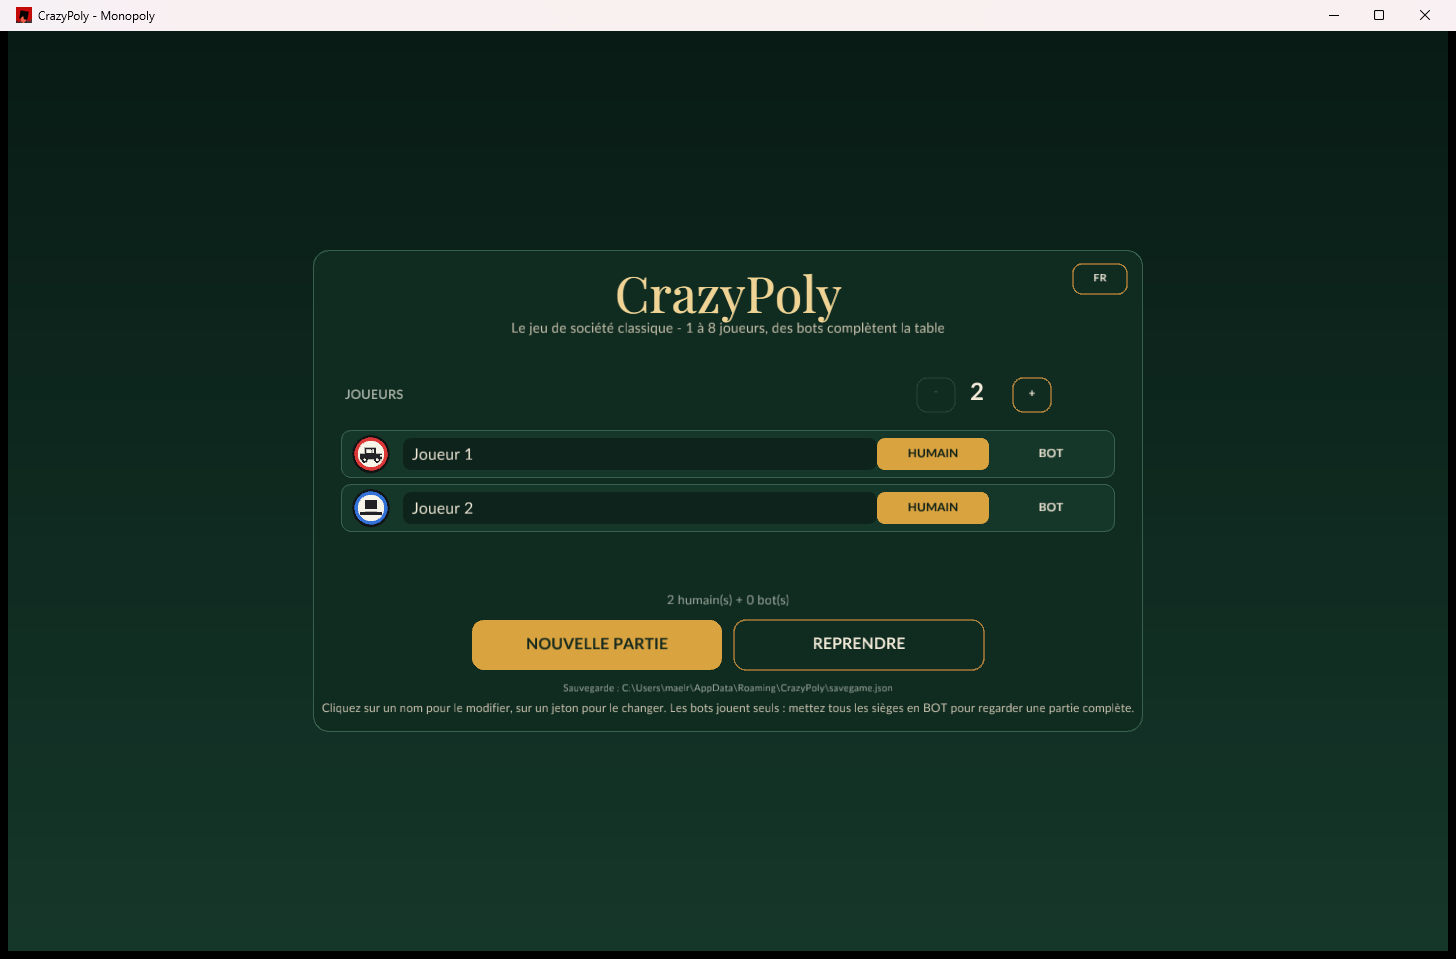 CrazyPoly - Monopoly
FR
CrazyPoly
Le jeu de société classique - 1 à 8 joueurs, des bots complètent la table
JOUEURS - 2 +
Joueur 1 HUMAIN BOT
Joueur 2 HUMAIN BOT
2 humain(s) + 0 bot(s)
NOUVELLE PARTIE REPRENDRE
Sauvegarde : C:\Users\maelr\AppData\Roaming\CrazyPoly\savegame.json
Cliquez sur un nom pour le modifier, sur un jeton pour le changer. Les bots jouent seuls : mettez tous les sièges en BOT pour regarder une partie complète.